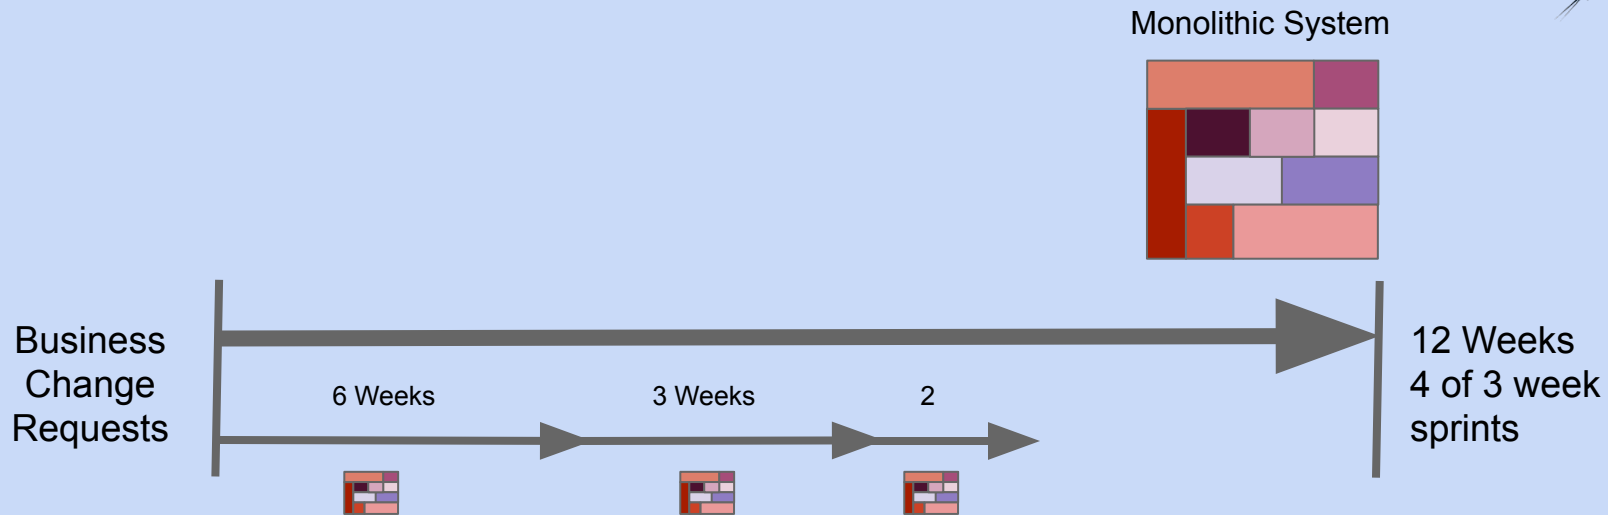 Monolithic System
Business
Change
Requests
6 Weeks
3 Weeks
2
12 Weeks
4 of 3 week
sprints